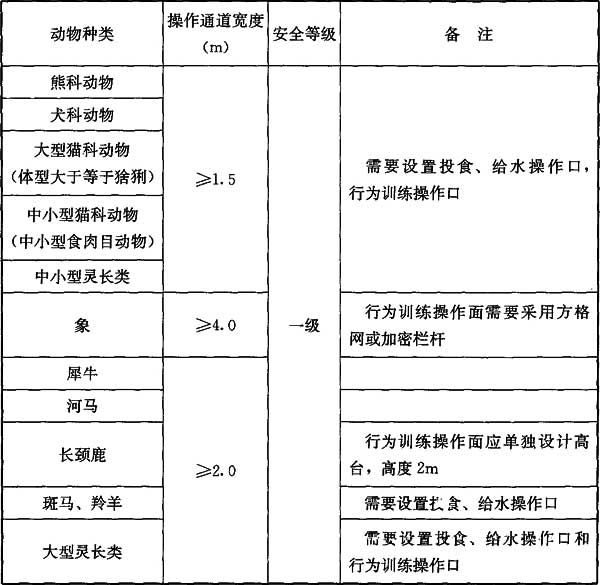 动物种类
操作通道宽度
（m）
安全等级
备 注
熊科动物
犬科动物
大型猫科动物
（体型大于等于猞猁）
中小型猫科动物
（中小型食肉目动物）
中小型灵长类
≥1.5
需要设置投食、给水操作口，
行为训练操作口
象
≥4.0
一级
行为训练操作面需要采用方格
网或加密栏杆
犀牛
河马
长颈鹿
≥2.0
行为训练操作面应单独设计高
台，高度 2m
斑马、羚羊
需要设置投食、给水操作口
大型灵长类
需要设置投食、给水操作口和
行为训练操作口